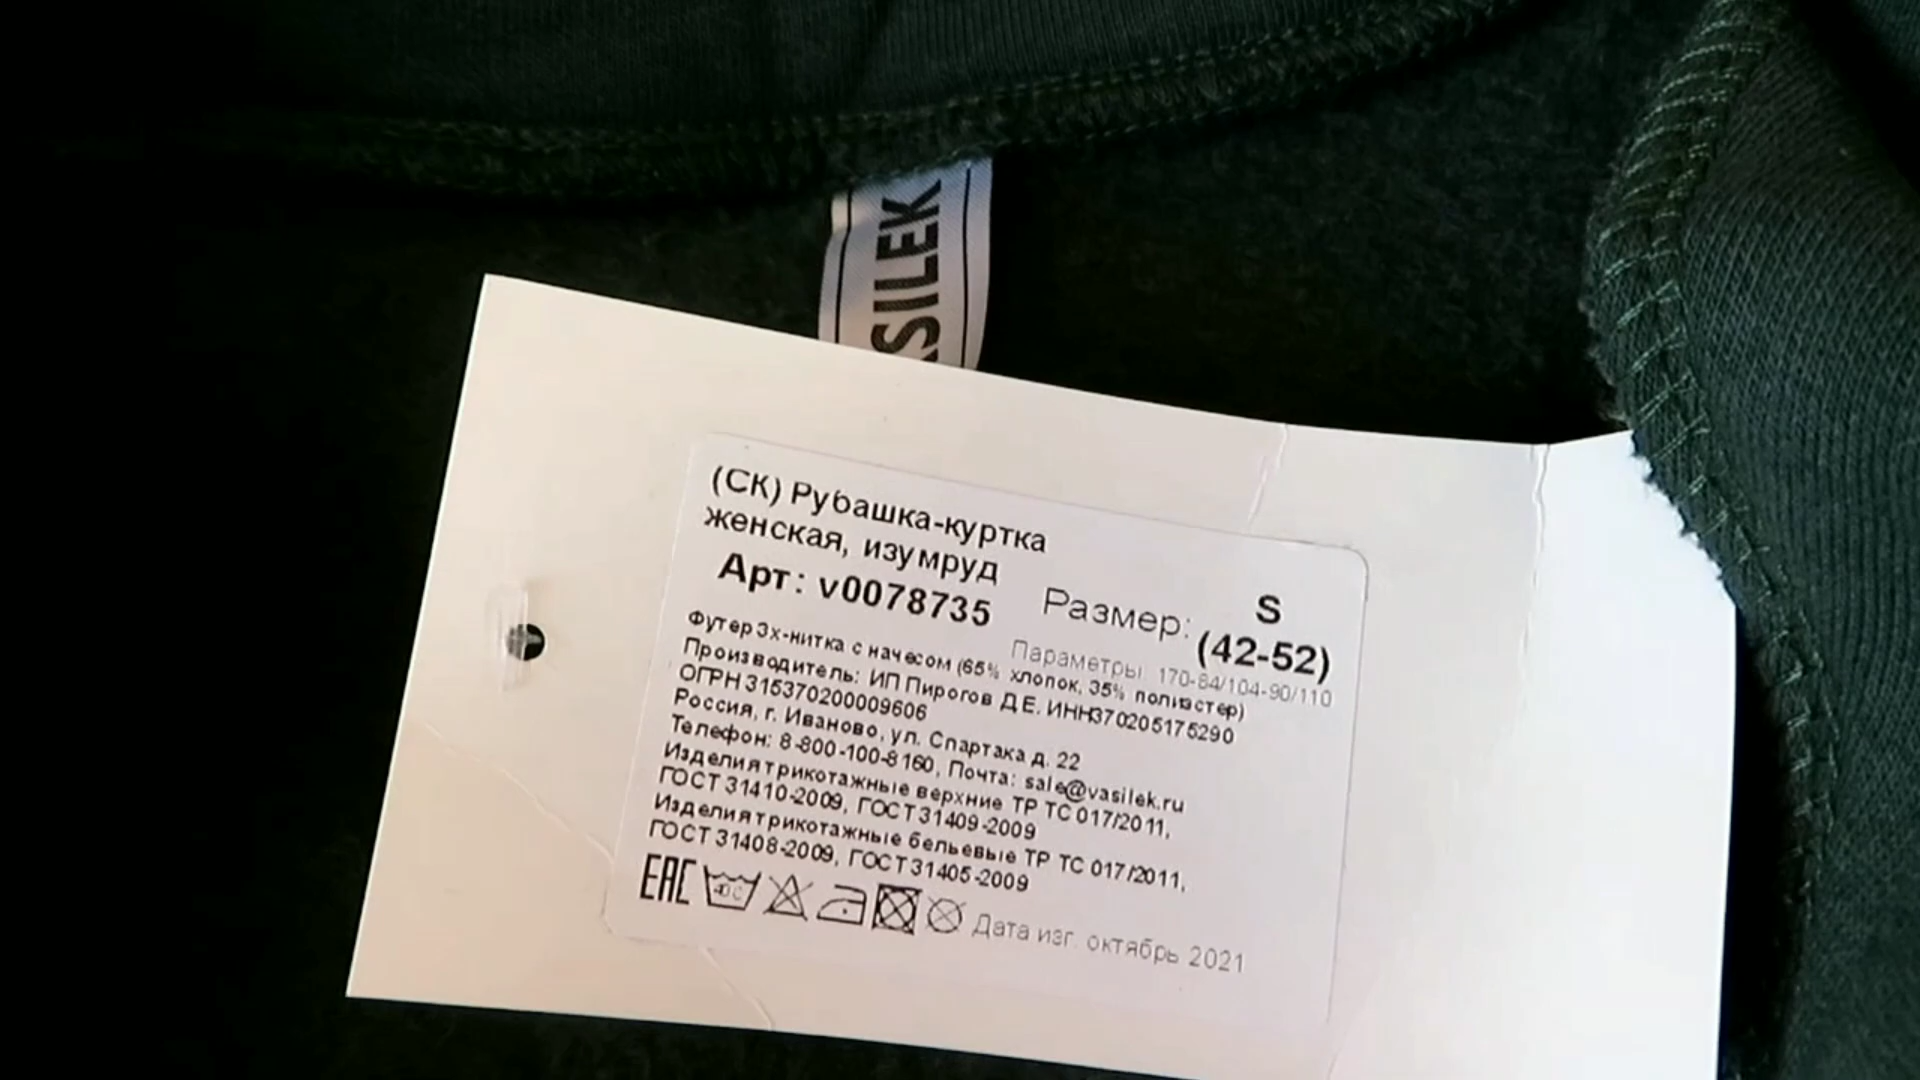 SILEK
(СК) Рубашка-куртка
женская, изумруд
Арт: v0078735
Размер: S
(42-52)
Параметры: 170-84/104-90/110
Футер 3х-нитка с начесом (65% хлопок, 35% полиэстер)
Производитель: ИП Пирогов Д.Е. ИНН370205175290
ОГРН 315370200009606
Россия, г. Иваново, ул. Спартака д. 22
Телефон: 8-800-100-8160, Почта: sale@vasilek.ru
Изделия трикотажные верхние ТР ТС 017/2011,
ГОСТ 31410-2009, ГОСТ 31409-2009
Изделия трикотажные бельевые ТР ТС 017/2011,
ГОСТ 31408-2009, ГОСТ 31405-2009
EAC
Дата изг. октябрь 2021